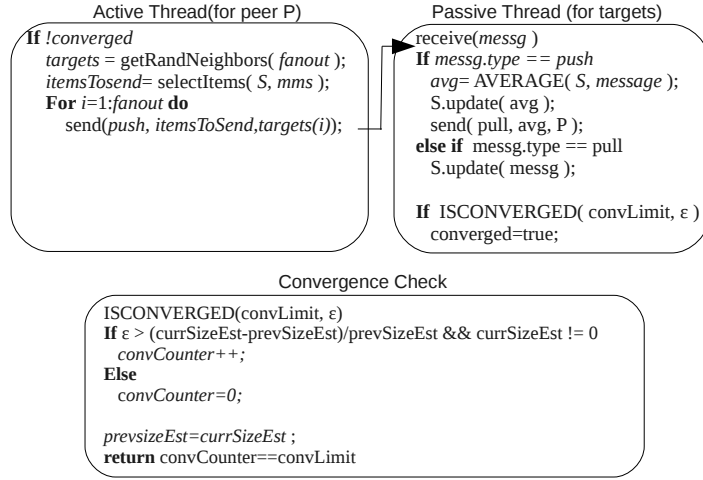 Active Thread(for peer P)
If !converged
targets = getRandNeighbors( fanout );
itemsTosend= selectItems( S, mms );
For i=1:fanout do
send(push, itemsToSend,targets(i));
Passive Thread (for targets)
receive(messg )
If messg.type == push
avg= AVERAGE( S, message );
S.update( avg );
send( pull, avg, P );
else if messg.type == pull
S.update( messg );
If ISCONVERGED( convLimit, ε )
converged=true;
Convergence Check
ISCONVERGED(convLimit, ε)
If ε > (currSizeEst-prevSizeEst)/prevSizeEst && currSizeEst != 0
convCounter++;
Else
convCounter=0;
prevsizeEst=currSizeEst ;
return convCounter==convLimit